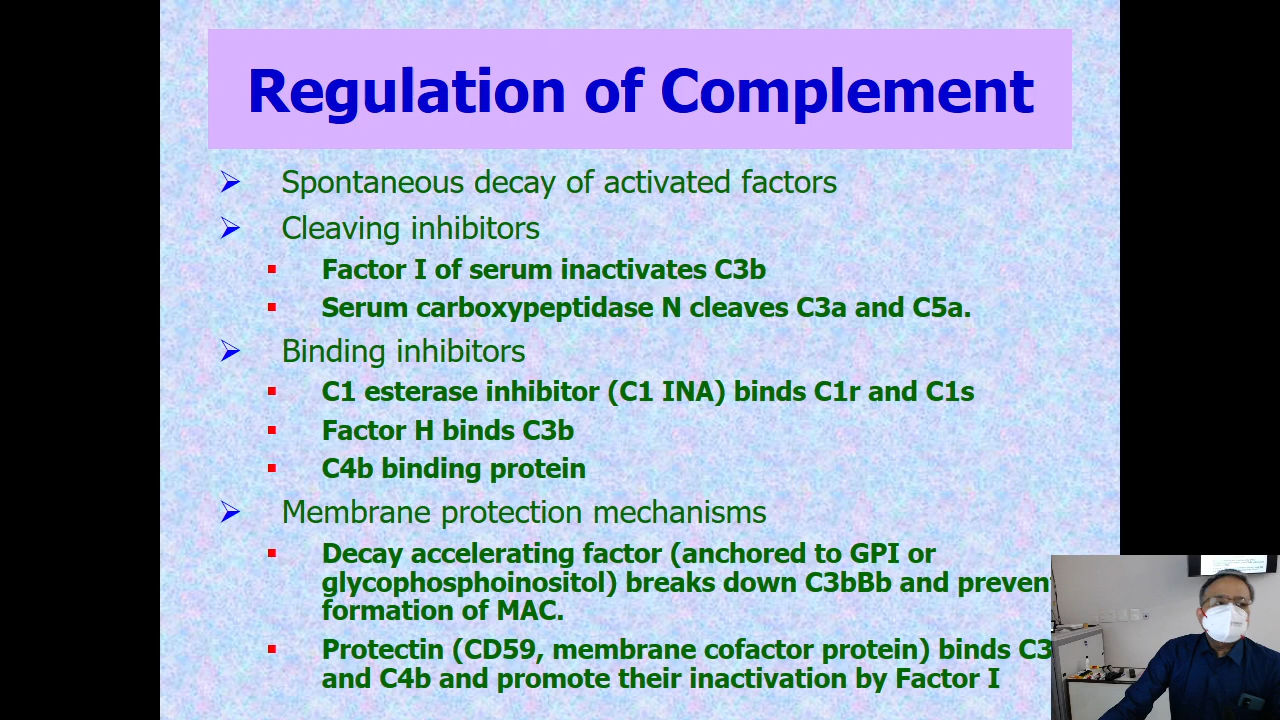 Regulation of Complement
Spontaneous decay of activated factors
Cleaving inhibitors
Factor I of serum inactivates C3b
Serum carboxypeptidase N cleaves C3a and C5a.
Binding inhibitors
C1 esterase inhibitor (C1 INA) binds C1r and C1s
Factor H binds C3b
C4b binding protein
Membrane protection mechanisms
Decay accelerating factor (anchored to GPI or
glycophosphoinositol) breaks down C3bBb and preven
formation of MAC.
Protectin (CD59, membrane cofactor protein) binds C3
and C4b and promote their inactivation by Factor I